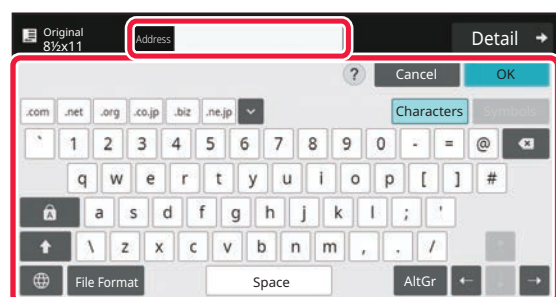 Original
8½x11
Address
Detail
?
Cancel
OK
.com .net .org .co.jp .biz .ne.jp
Characters
Symbols
` 1 2 3 4 5 6 7 8 9 0 - = @
q w e r t y u i o p [ ] #
A
a s d f g h j k l ; '
\ z x c v b n m , . /
File Format
Space
AltGr